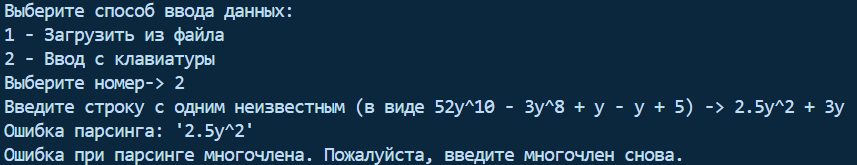 Выберите способ ввода данных:
1 - Загрузить из файла
2 - Ввод с клавиатуры
Выберите номер-> 2
Введите строку с одним неизвестным (в виде 52y^10 - 3y^8 + y - y + 5) -> 2.5y^2 + 3y
Ошибка парсинга: '2.5y^2'
Ошибка при парсинге многочлена. Пожалуйста, введите многочлен снова.